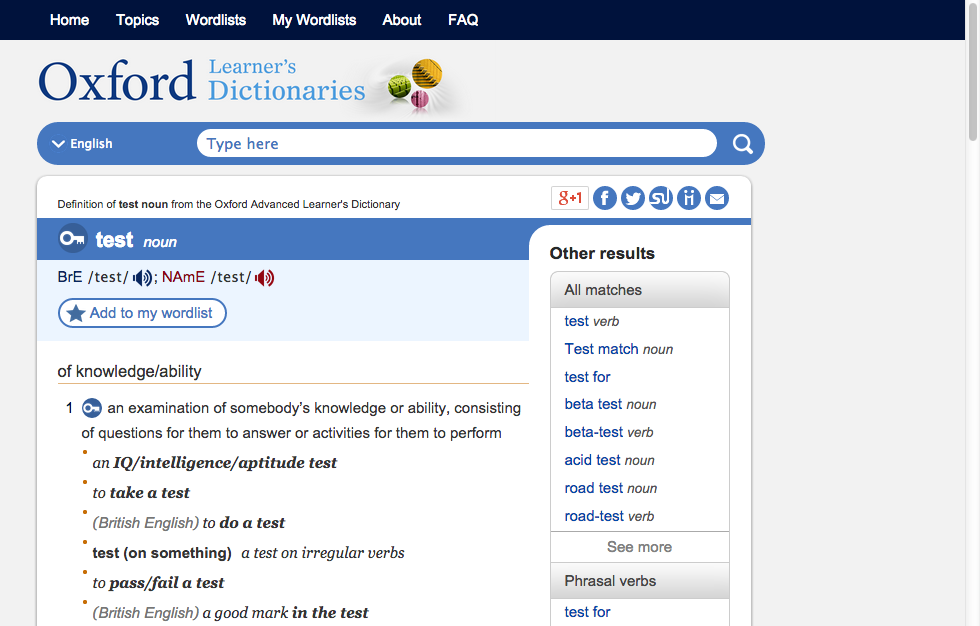 Home Topics Wordlists My Wordlists About FAQ
Oxford Learner's Dictionaries
English Type here
Definition of test noun from the Oxford Advanced Learner's Dictionary
g+1
test noun
BrE /test/ ; NAmE /test/
Add to my wordlist
of knowledge/ability
1 an examination of somebody's knowledge or ability, consisting
of questions for them to answer or activities for them to perform
an IQ/intelligence/aptitude test
to take a test
(British English) to do a test
test (on something) a test on irregular verbs
to pass/fail a test
(British English) a good mark in the test
Other results
All matches
test verb
Test match noun
test for
beta test noun
beta-test verb
acid test noun
road test noun
road-test verb
See more
Phrasal verbs
test for